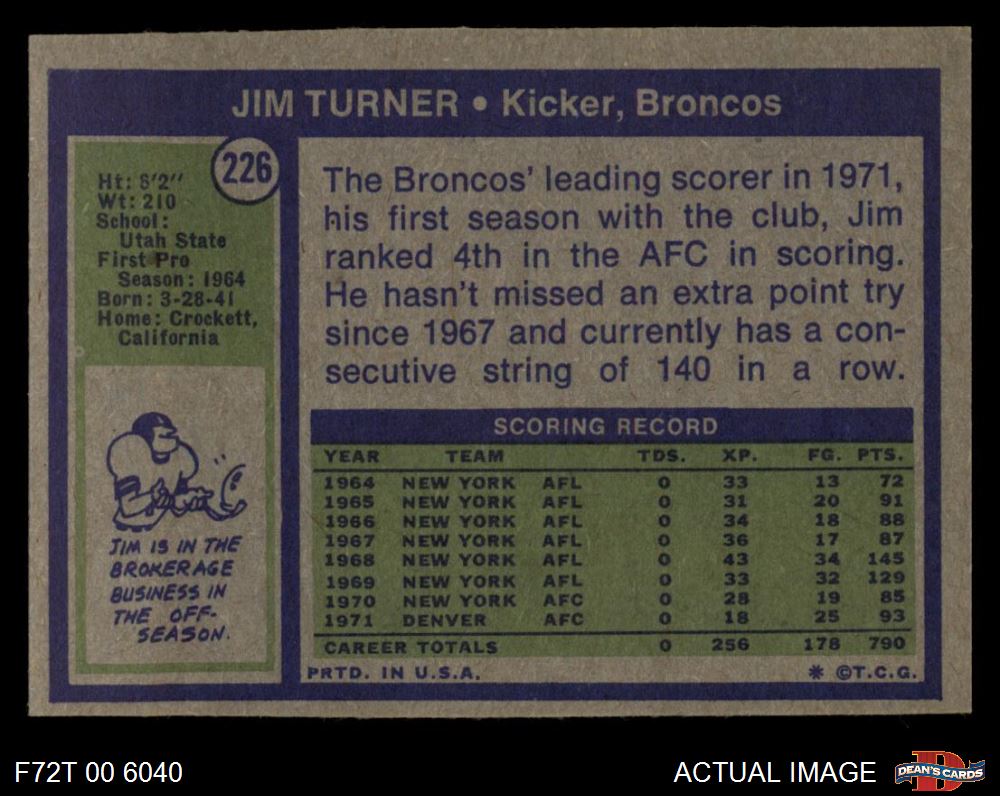 JIM TURNER • Kicker, Broncos
226
Ht: 6'2"
Wt: 210
School:
Utah State
First Pro
Season: 1964
Born: 3-28-41
Home: Crockett,
California
JIM IS IN THE
BROKERAGE
BUSINESS IN
THE OFF-
SEASON.
The Broncos' leading scorer in 1971,
his first season with the club, Jim
ranked 4th in the AFC in scoring.
He hasn't missed an extra point try
since 1967 and currently has a con-
secutive string of 140 in a row.
SCORING RECORD
YEAR TEAM TDS. XP. FG. PTS.
1964 NEW YORK AFL 0 33 13 72
1965 NEW YORK AFL 0 31 20 91
1966 NEW YORK AFL 0 34 18 88
1967 NEW YORK AFL 0 36 17 87
1968 NEW YORK AFL 0 43 34 145
1969 NEW YORK AFL 0 33 32 129
1970 NEW YORK AFC 0 28 19 85
1971 DENVER AFC 0 18 25 93
CAREER TOTALS 0 256 178 790
PRTD. IN U.S.A. * ©T.C.G.
F72T 00 6040
ACTUAL IMAGE
DEAN'S CARDS